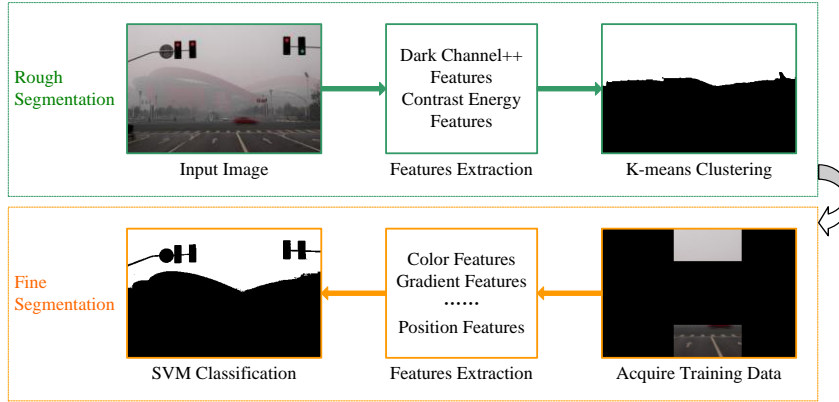 Rough
Segmentation
Dark Channel++
Features
Contrast Energy
Features
Input Image
Features Extraction
K-means Clustering
Fine
Segmentation
Color Features
Gradient Features
......
Position Features
SVM Classification
Features Extraction
Acquire Training Data